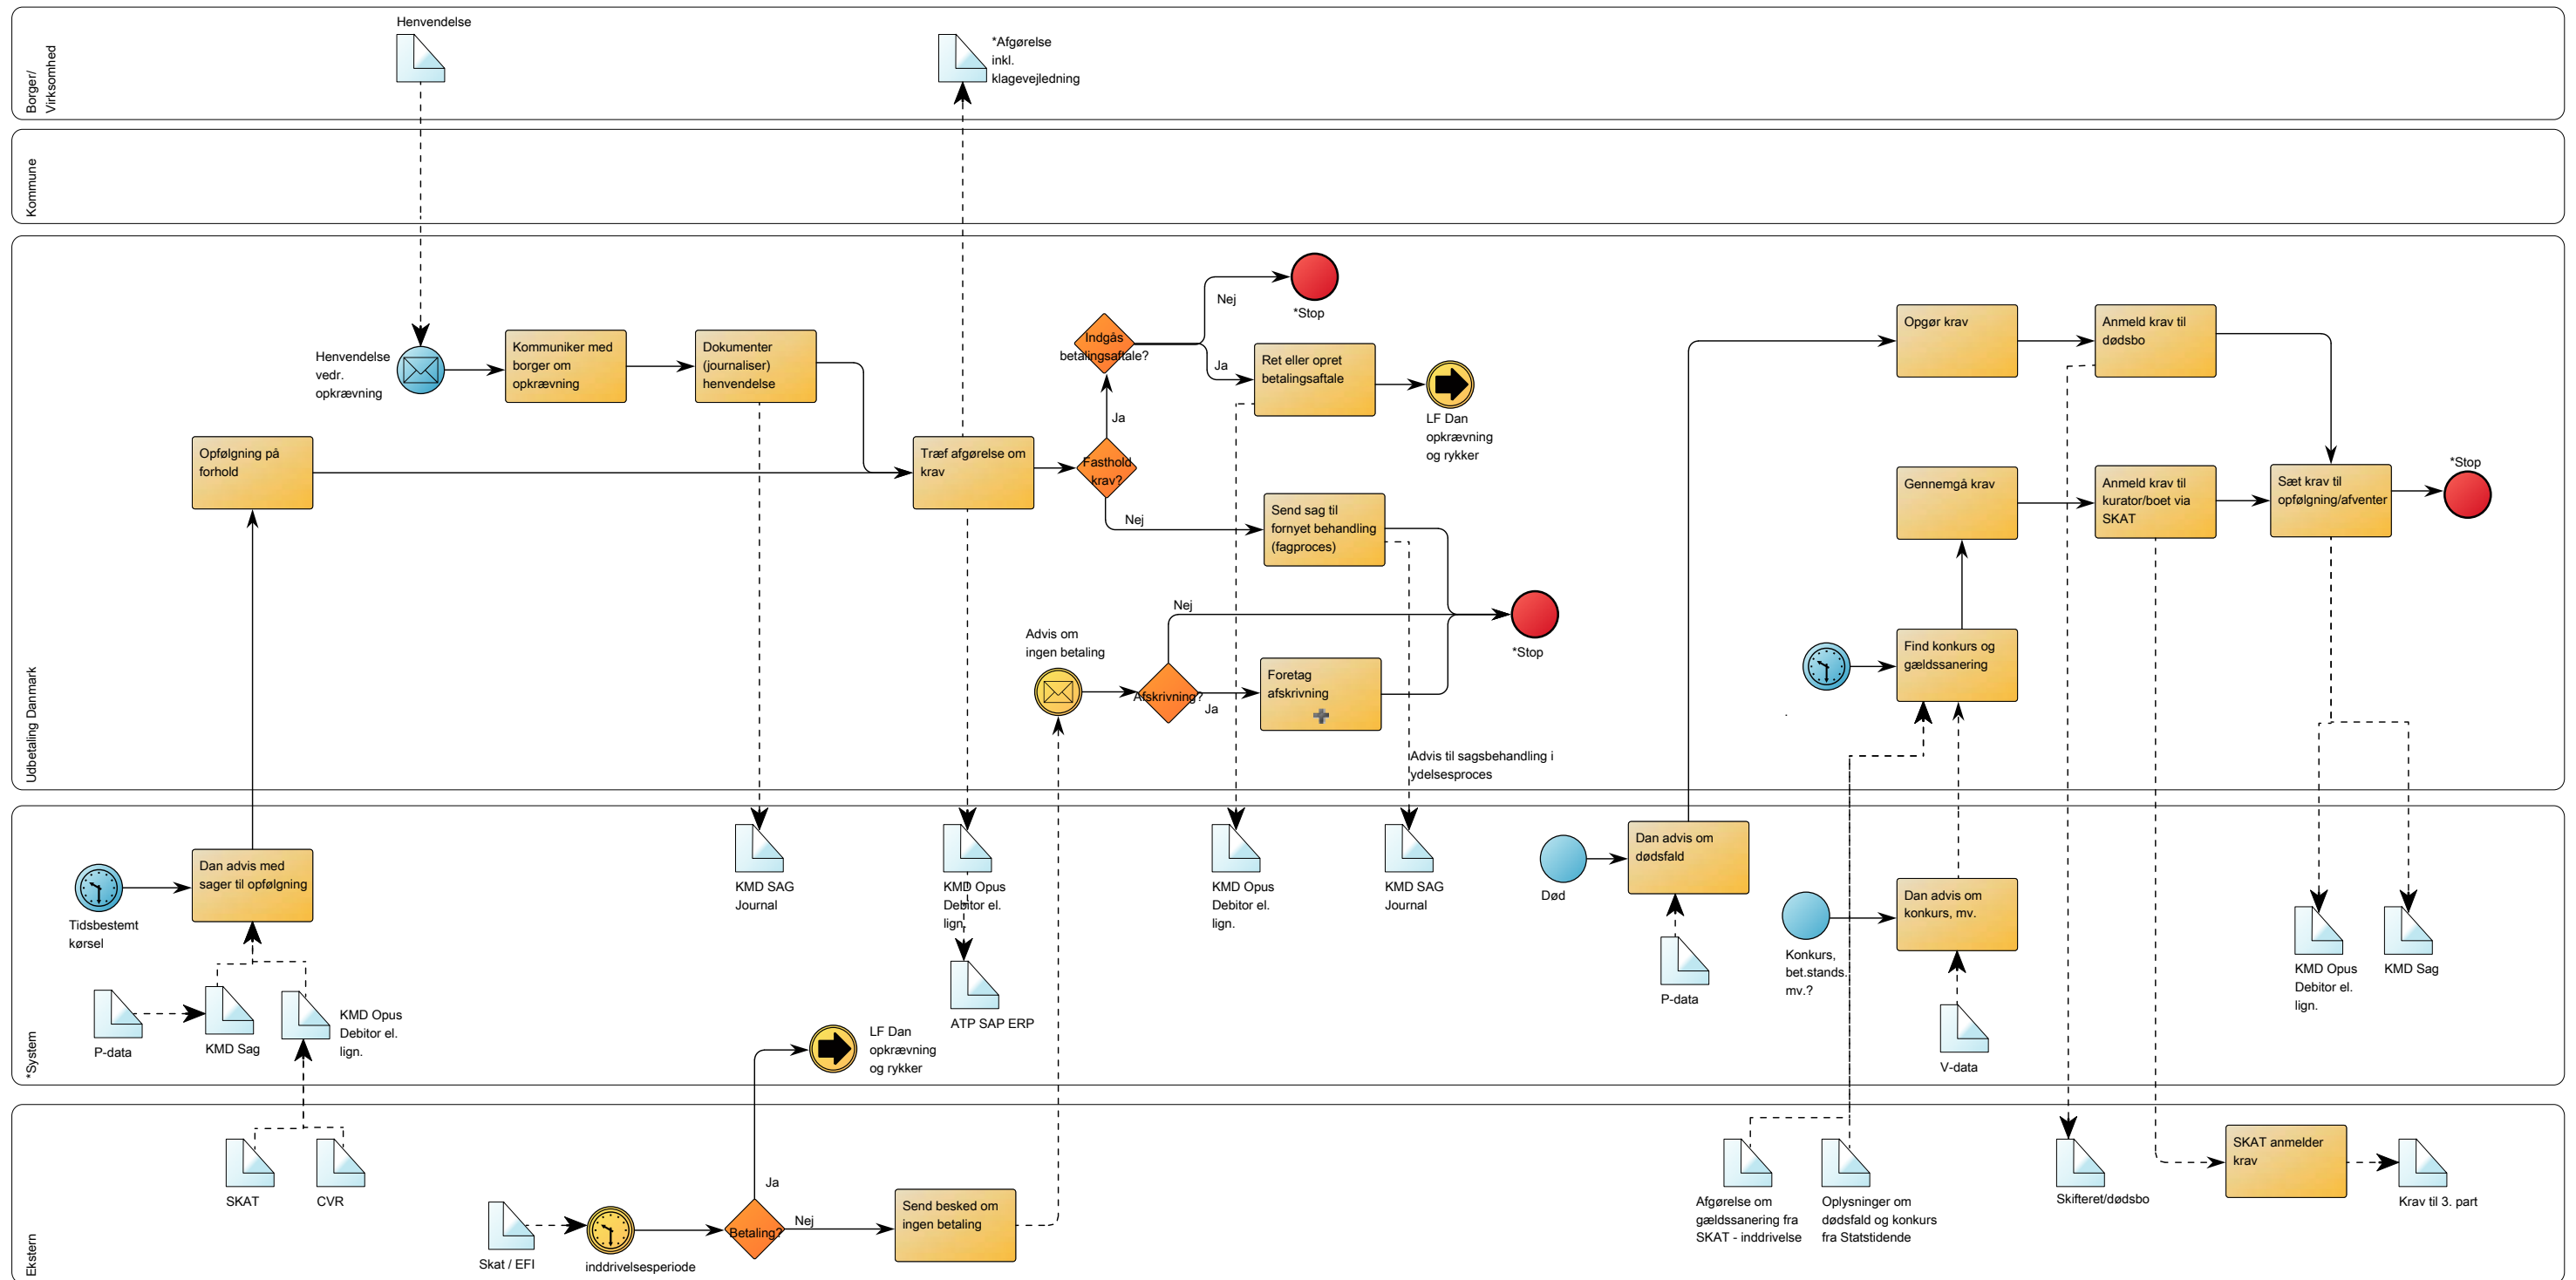 Borger/
Virksomhed
Henvendelse
*Afgørelse
inkl.
klagevejledning
Kommune
Udbetaling Danmark
Henvendelse
vedr.
opkrævning
Kommuniker med
borger om
opkrævning
Dokumenter
(journaliser)
henvendelse
Opfølgning på
forhold
Træf afgørelse om
krav
Indgås
betalingsaftale?
Nej
*Stop
Ja
Ret eller opret
betalingsaftale
LF Dan
opkrævning
og rykker
Ja
Fasthold
krav?
Nej
Send sag til
fornyet behandling
(fagproces)
Nej
*Stop
Advis om
ingen betaling
Afskrivning?
Ja
Foretag
afskrivning
Advis til sagsbehandling i
ydelsesproces
Opgør krav
Anmeld krav til
dødsbo
Gennemgå krav
Anmeld krav til
kurator/boet via
SKAT
Sæt krav til
opfølgning/afventer
*Stop
Find konkurs og
gældssanering
.
*System
Tidsbestemt
kørsel
Dan advis med
sager til opfølgning
P-data
KMD Sag
KMD Opus
Debitor el.
lign.
KMD SAG
Journal
KMD Opus
Debitor el.
lign.
ATP SAP ERP
LF Dan
opkrævning
og rykker
KMD Opus
Debitor el.
lign.
KMD SAG
Journal
Død
Dan advis om
dødsfald
P-data
Konkurs,
bet.stands.
mv.?
Dan advis om
konkurs, mv.
V-data
KMD Opus
Debitor el.
lign.
KMD Sag
Ekstern
SKAT
CVR
Skat / EFI
inddrivelsesperiode
Betaling?
Ja
Nej
Send besked om
ingen betaling
Afgørelse om
gældssanering fra
SKAT - inddrivelse
Oplysninger om
dødsfald og konkurs
fra Statstidende
Skifteret/dødsbo
SKAT anmelder
krav
Krav til 3. part